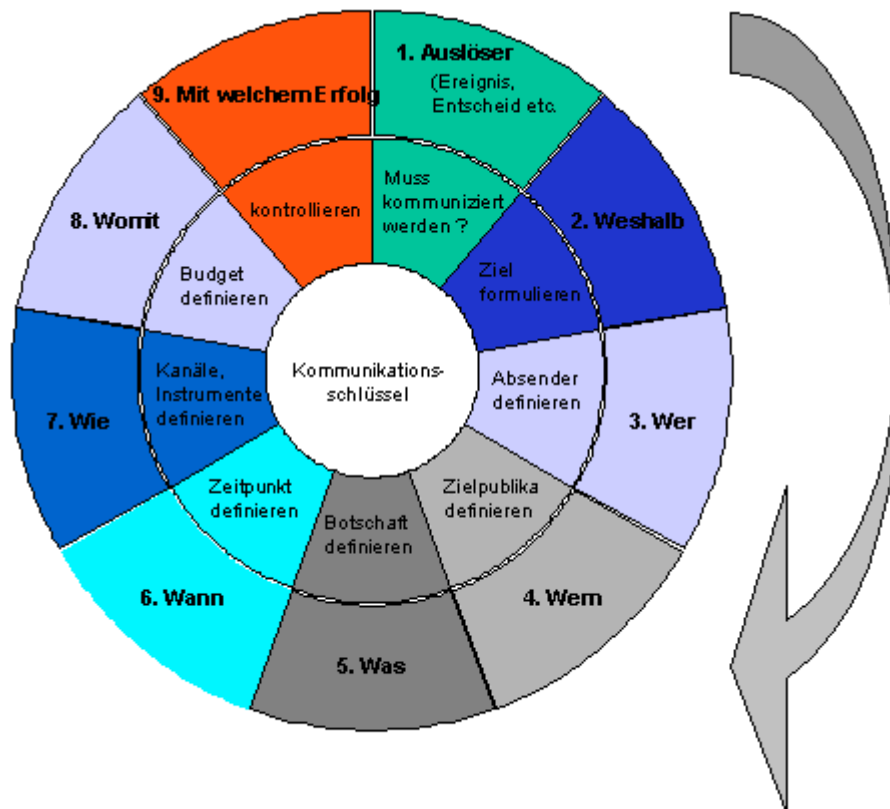 1. Auslöser
(Ereignis,
Entscheid etc.
Muss
kommuniziert
werden ?
2. Weshalb
Ziel
formulieren
3. Wer
Absender
definieren
4. Wem
Zielpublika
definieren
5. Was
Botschaft
definieren
6. Wann
Zeitpunkt
definieren
7. Wie
Kanäle,
Instrumente
definieren
8. Womit
Budget
definieren
9. Mit welchem Erfolg
kontrollieren
Kommunikations-
schlüssel